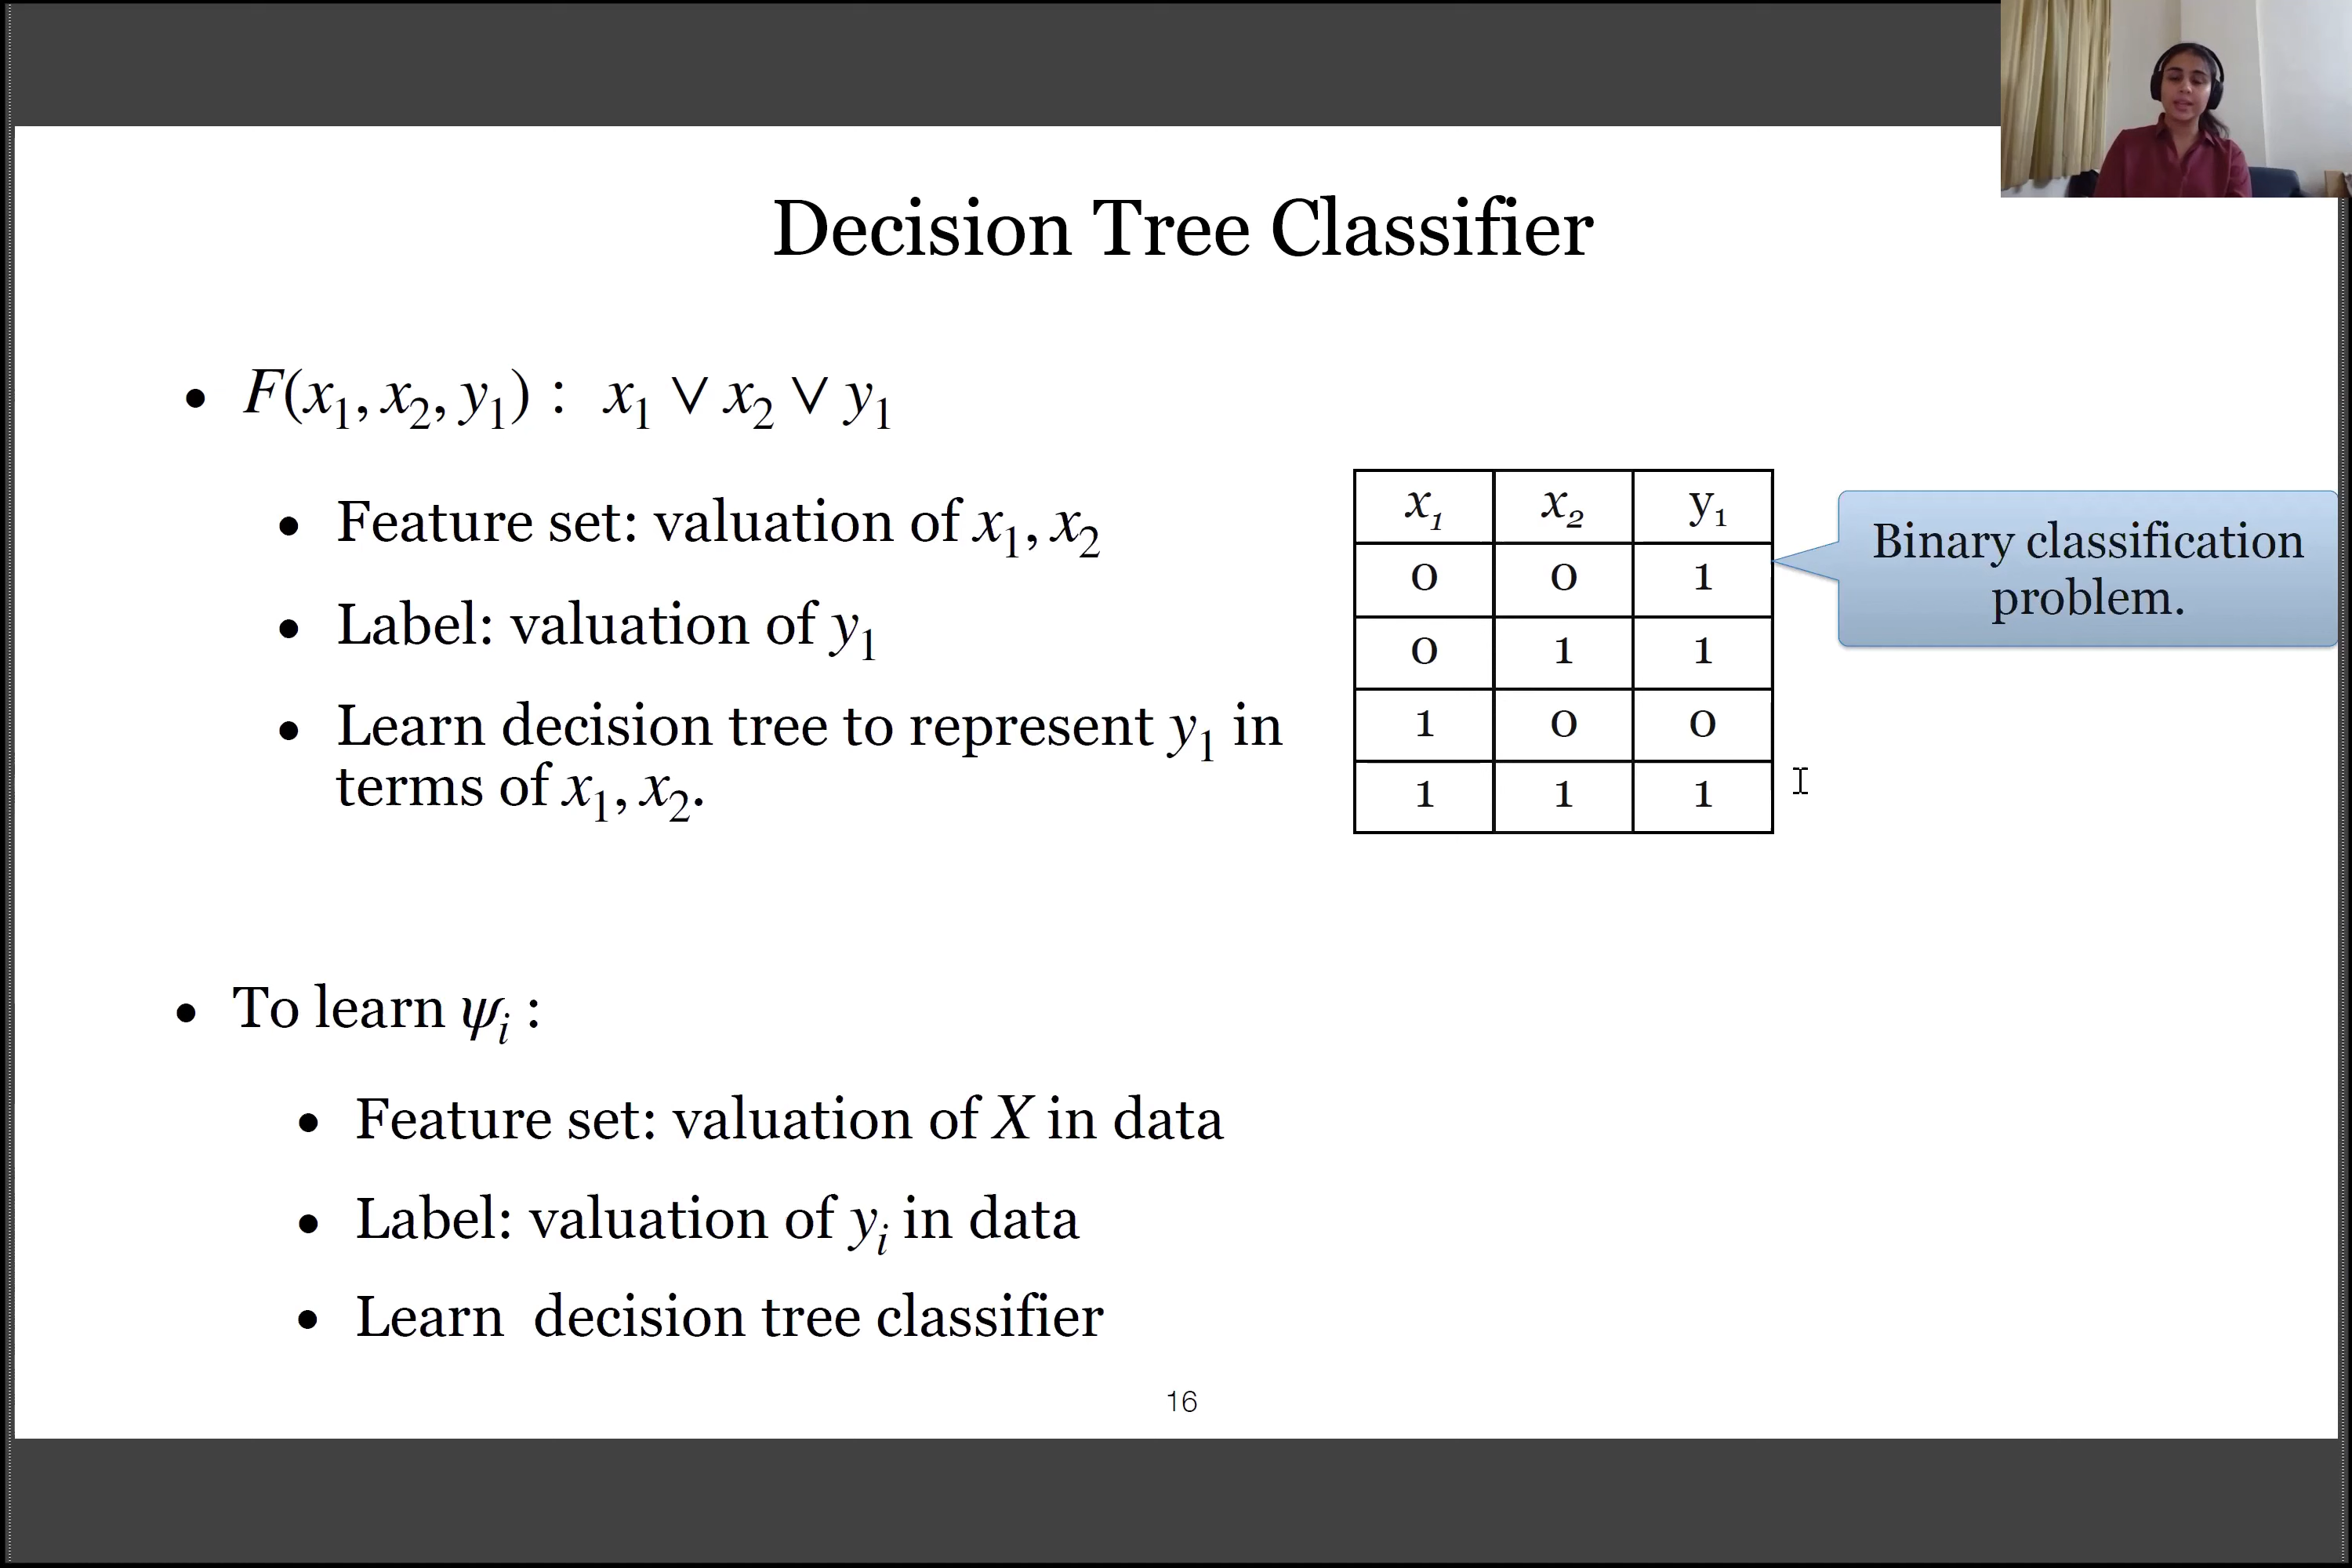 Decision Tree Classifier
• F(x₁, x₂, y₁) : x₁ ∨ x₂ ∨ y₁
• Feature set: valuation of x₁, x₂
• Label: valuation of y₁
• Learn decision tree to represent y₁ in
terms of x₁, x₂.
x₁ x₂ y₁
0 0 1
0 1 1
1 0 0
1 1 1
Binary classification
problem.
• To learn ψᵢ :
• Feature set: valuation of X in data
• Label: valuation of yᵢ in data
• Learn decision tree classifier
16